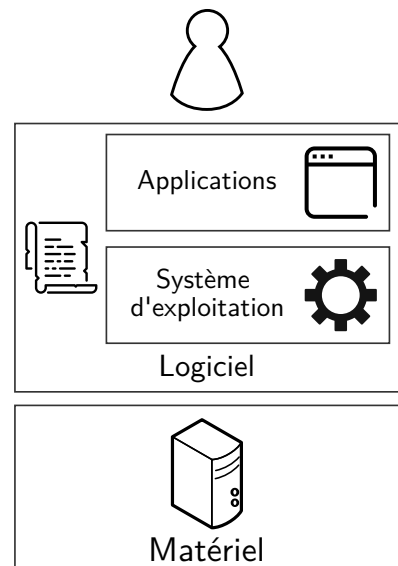 Applications
Système
d'exploitation
Logiciel
Matériel